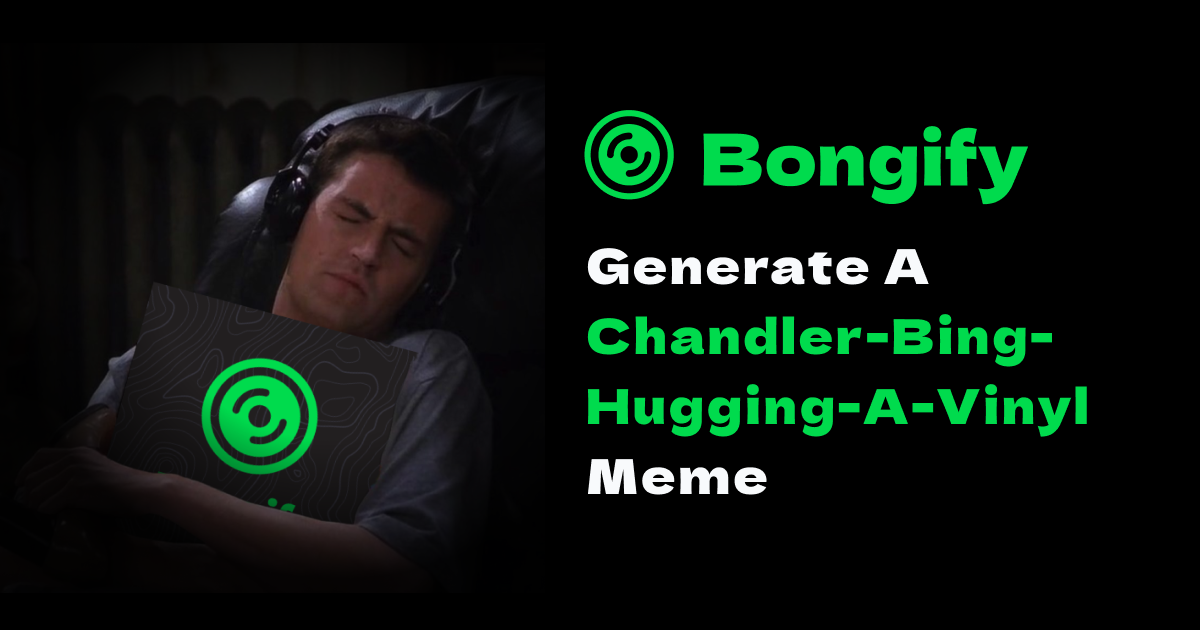 Bongify
Generate A
Chandler-Bing-
Hugging-A-Vinyl
Meme